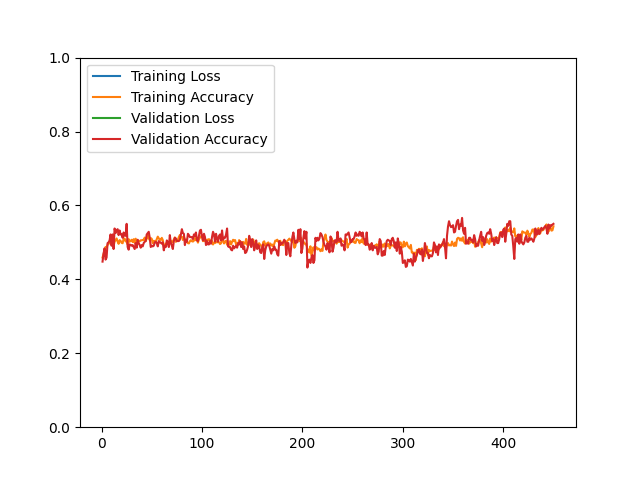 Training Loss
Training Accuracy
Validation Loss
Validation Accuracy
1.0
0.8
0.6
0.4
0.2
0.0
0 100 200 300 400